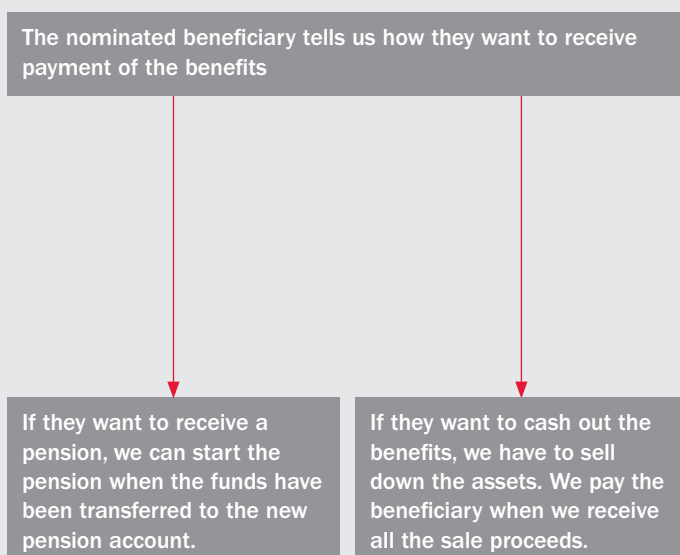 The nominated beneficiary tells us how they want to receive
payment of the benefits
If they want to receive a
pension, we can start the
pension when the funds have
been transferred to the new
pension account.
If they want to cash out the
benefits, we have to sell
down the assets. We pay the
beneficiary when we receive
all the sale proceeds.